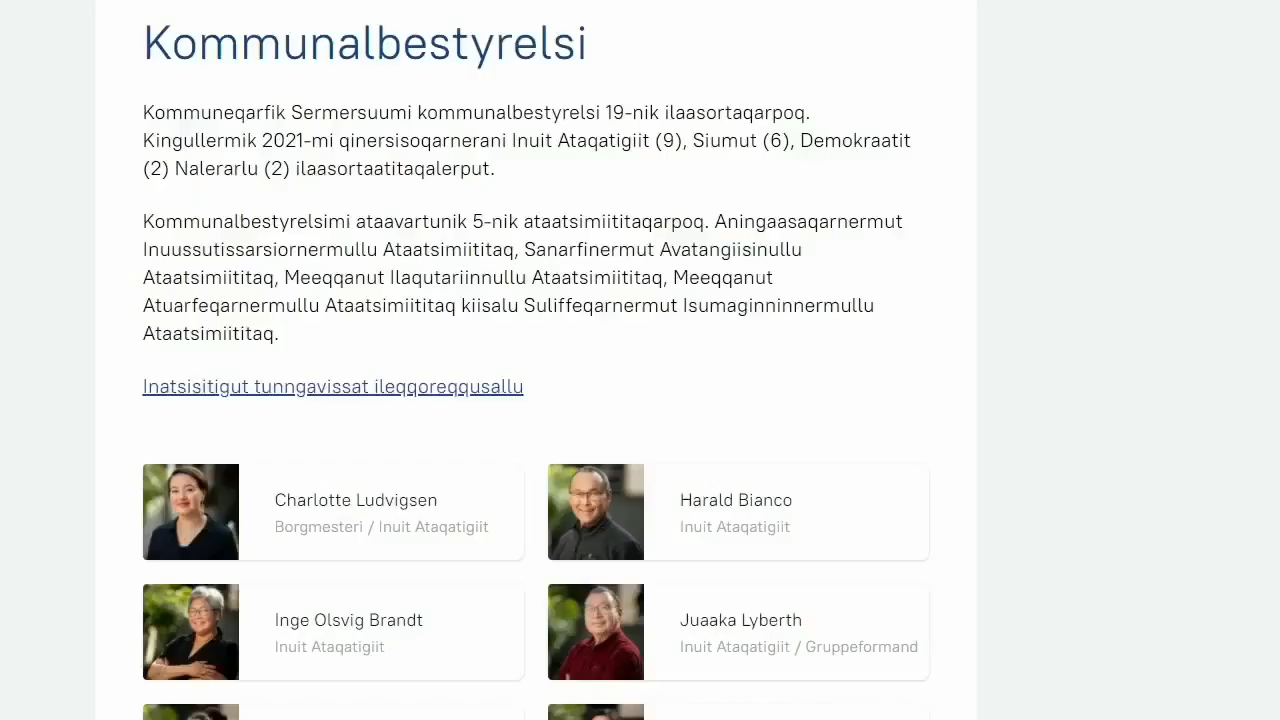 Kommunalbestyrelsi
Kommuneqarfik Sermersuumi kommunalbestyrelsi 19-nik ilaasortaqarpoq.
Kingullermik 2021-mi qinersisoqarnerani Inuit Ataqatigiit (9), Siumut (6), Demokraatit
(2) Nalerarlu (2) ilaasortaatitaqalerput.
Kommunalbestyrelsimi ataavartunik 5-nik ataatsimiititaqarpoq. Aningaasaqarnermut
Inuussutissarsiornermullu Ataatsimiititaq, Sanarfinermut Avatangiisinullu
Ataatsimiititaq, Meeqqanut Ilaqutariinnullu Ataatsimiititaq, Meeqqanut
Atuarfeqarnermullu Ataatsimiititaq kiisalu Suliffeqarnermut Isumaginninnermullu
Ataatsimiititaq.
Inatsisitigut tunngavissat ileqqoreqqusallu
Charlotte Ludvigsen
Borgmesteri / Inuit Ataqatigiit
Harald Bianco
Inuit Ataqatigiit
Inge Olsvig Brandt
Inuit Ataqatigiit
Juaaka Lyberth
Inuit Ataqatigiit / Gruppeformand